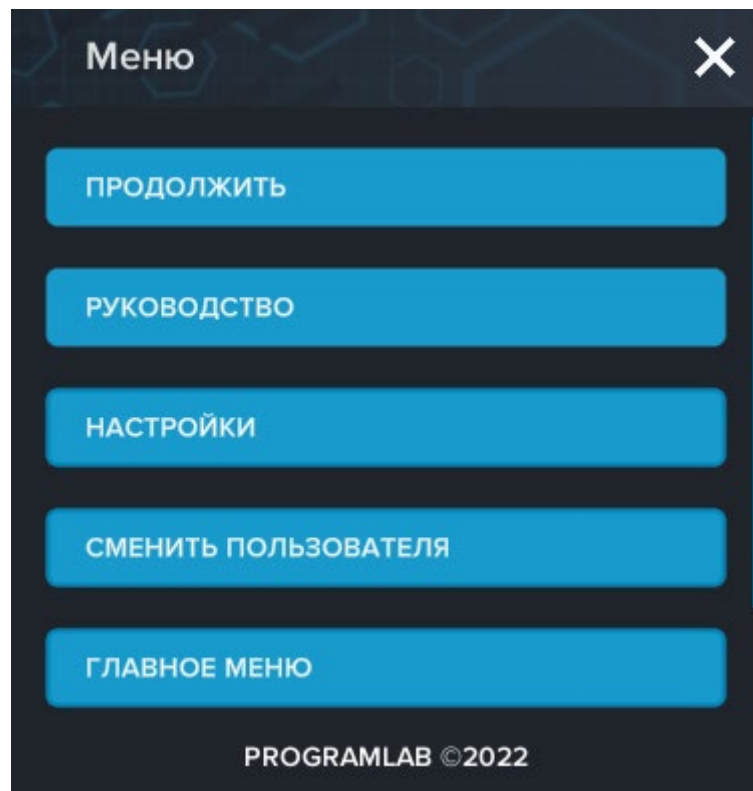 Меню
ПРОДОЛЖИТЬ
РУКОВОДСТВО
НАСТРОЙКИ
СМЕНИТЬ ПОЛЬЗОВАТЕЛЯ
ГЛАВНОЕ МЕНЮ
PROGRAMLAB ©2022